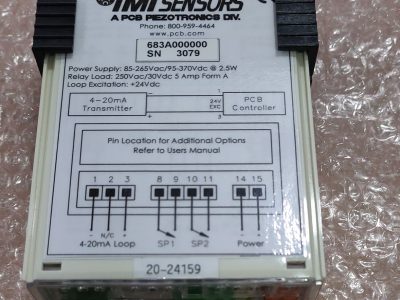 IMI SENSORS
A PCB PIEZOTRONICS DIV.
Phone: 800-959-4464
www.pcb.com
683A000000
SN 3079
Power Supply: 85-265Vac/95-370Vdc @ 2.5W
Relay Load: 250Vac/30Vdc 5 Amp Form A
Loop Excitation: +24Vdc
4-20mA Transmitter
-
+
1
24V EXC
3
PCB Controller
Pin Location for Additional Options
Refer to Users Manual
1 2 3 8 9 10 11 14 15
- N/C + - +
4-20mA Loop SP1 SP2 Power
20-24159